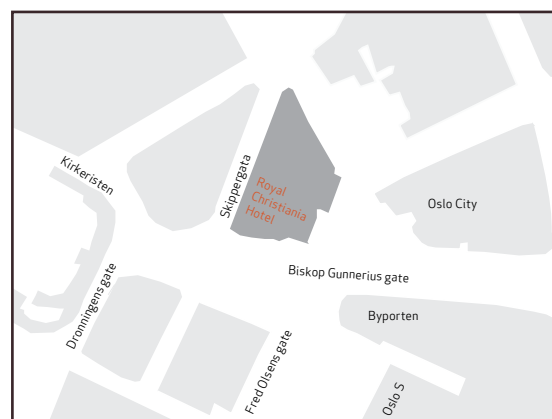 Kirkeristen
Skippergata
Royal
Christiania
Hotel
Oslo City
Biskop Gunnerius gate
Dronningens gate
Byporten
Fred Olsens gate
Oslo S